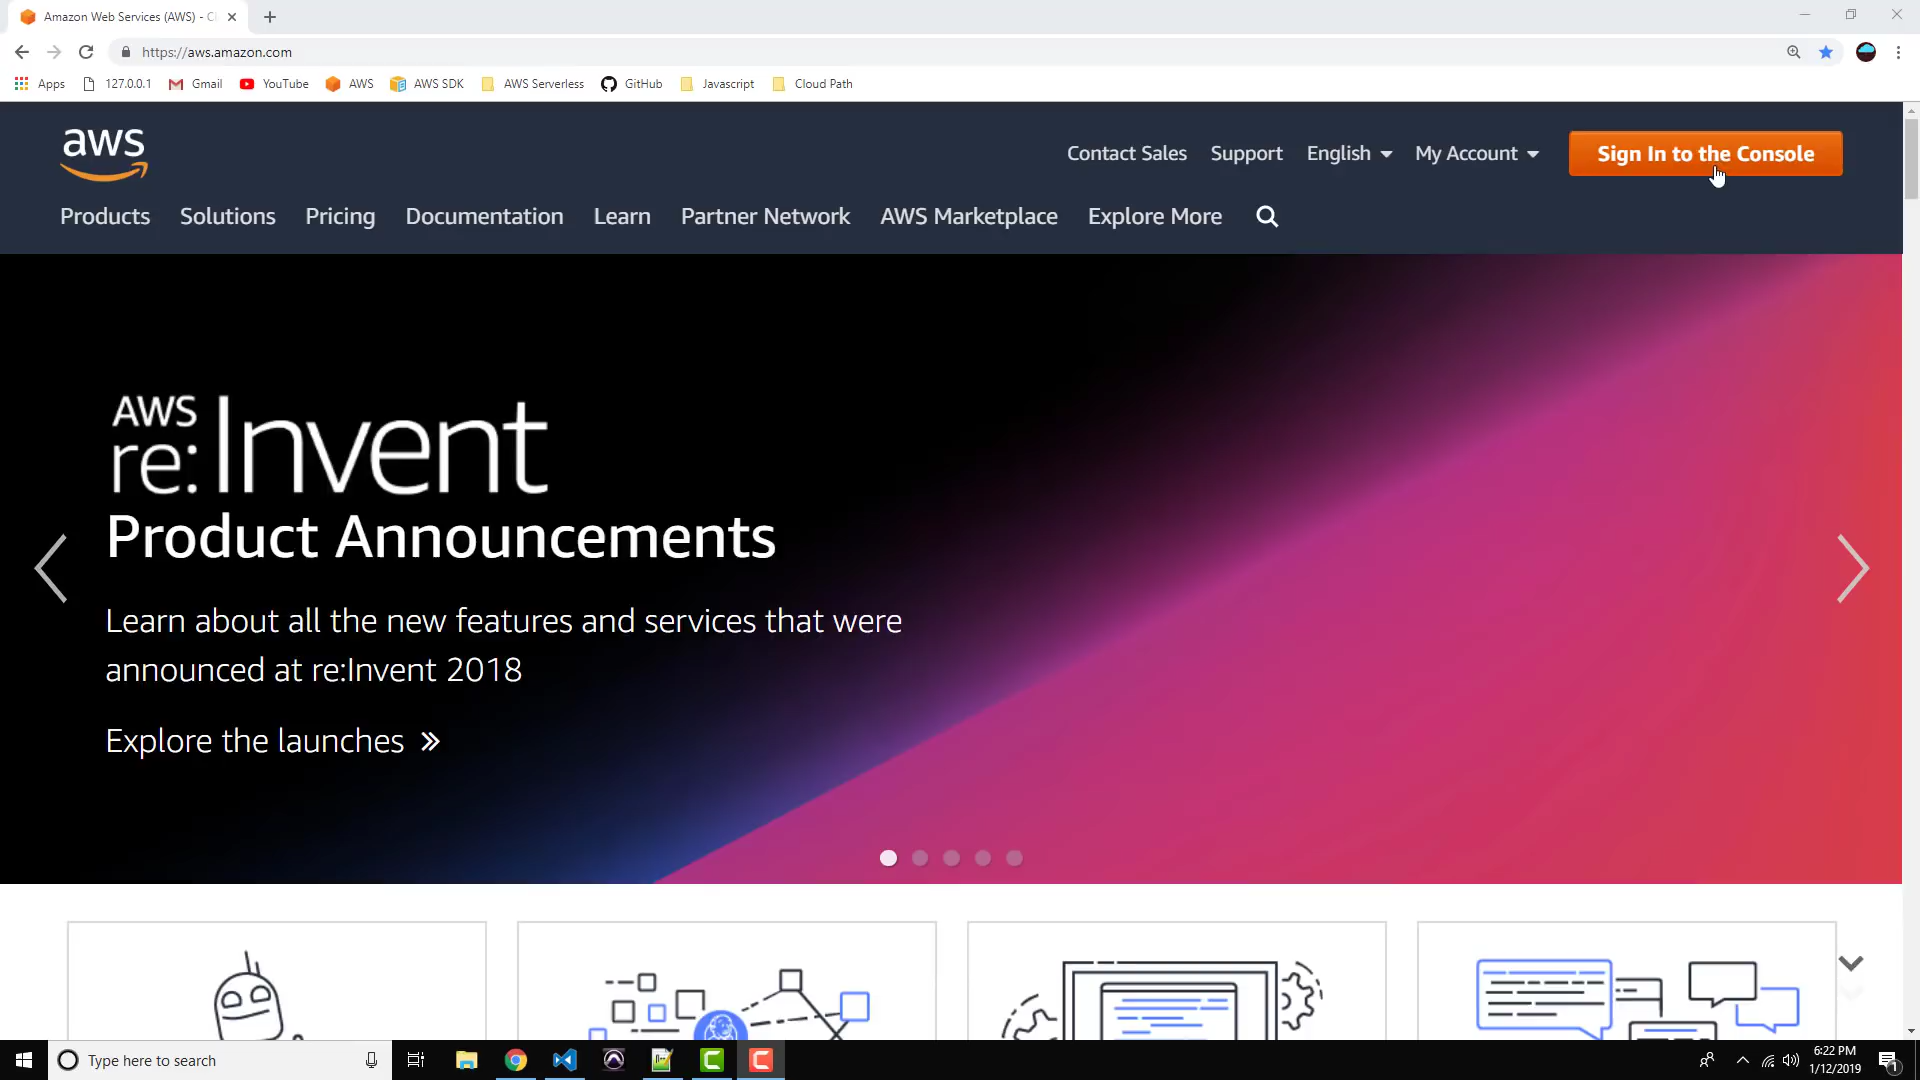 Amazon Web Services (AWS) - Cl
https://aws.amazon.com
Apps 127.0.0.1 Gmail YouTube AWS AWS SDK AWS Serverless GitHub Javascript Cloud Path
aws
Contact Sales Support English My Account Sign In to the Console
Products Solutions Pricing Documentation Learn Partner Network AWS Marketplace Explore More
AWS
re:Invent
Product Announcements
Learn about all the new features and services that were
announced at re:Invent 2018
Explore the launches »
Type here to search
6:22 PM
1/12/2019
1